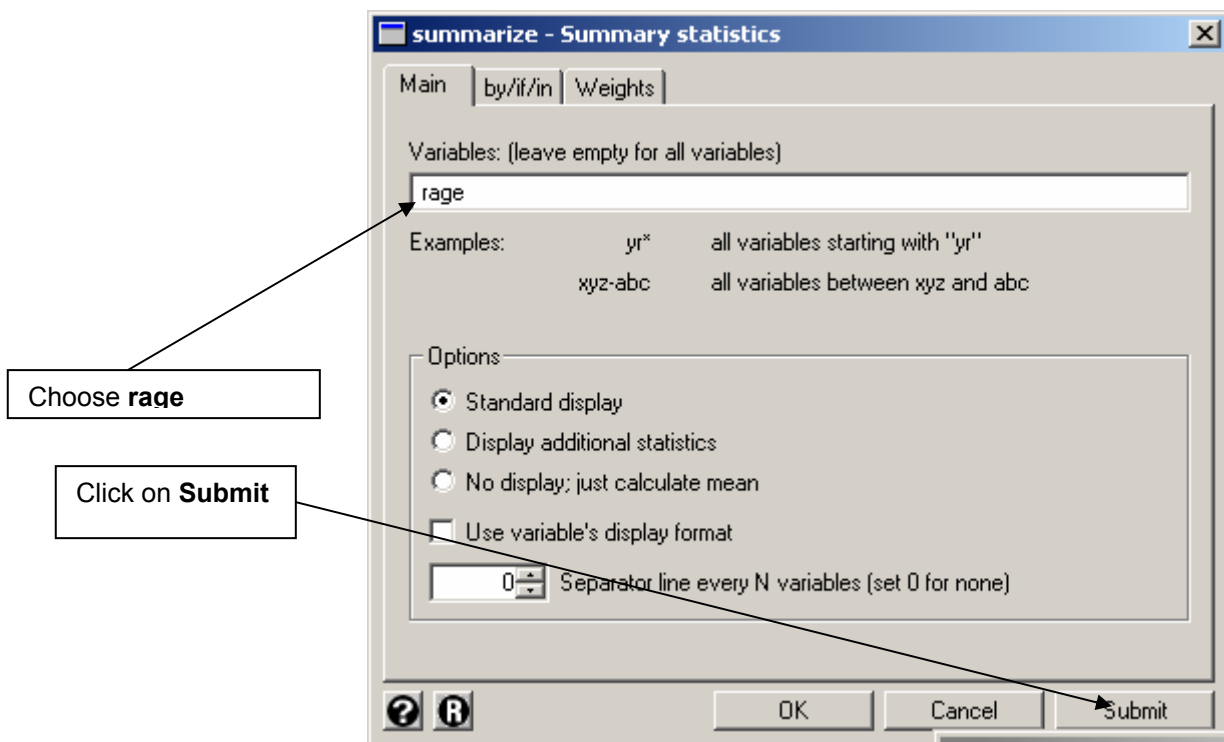 summarize - Summary statistics
Main by/if/in Weights
Variables: (leave empty for all variables)
rage
Examples: yr* all variables starting with "yr"
xyz-abc all variables between xyz and abc
Options
Choose rage
Standard display
Display additional statistics
Click on Submit
No display; just calculate mean
Use variable's display format
0 Separator line every N variables (set 0 for none)
? R OK Cancel Submit